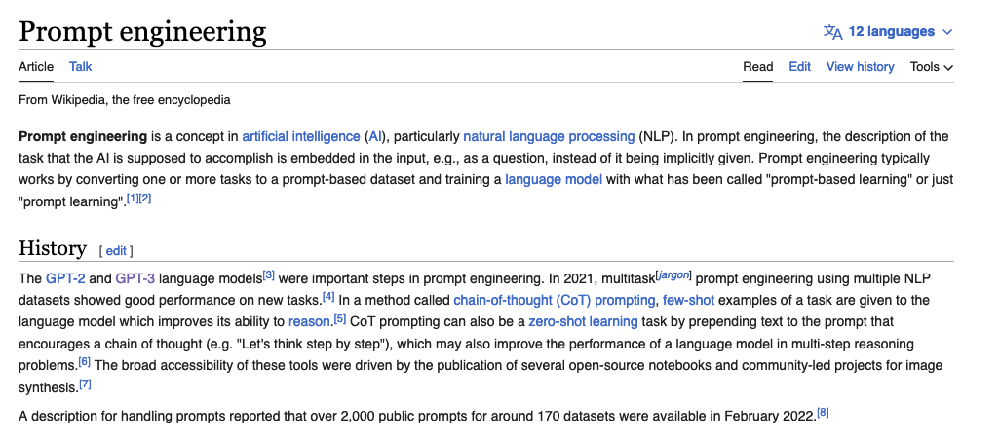 Prompt engineering
12 languages
Article Talk Read Edit View history Tools
From Wikipedia, the free encyclopedia
Prompt engineering is a concept in artificial intelligence (AI), particularly natural language processing (NLP). In prompt engineering, the description of the
task that the AI is supposed to accomplish is embedded in the input, e.g., as a question, instead of it being implicitly given. Prompt engineering typically
works by converting one or more tasks to a prompt-based dataset and training a language model with what has been called "prompt-based learning" or just
"prompt learning".[1][2]
History [ edit ]
The GPT-2 and GPT-3 language models[3] were important steps in prompt engineering. In 2021, multitask[jargon] prompt engineering using multiple NLP
datasets showed good performance on new tasks.[4] In a method called chain-of-thought (CoT) prompting, few-shot examples of a task are given to the
language model which improves its ability to reason.[5] CoT prompting can also be a zero-shot learning task by prepending text to the prompt that
encourages a chain of thought (e.g. "Let's think step by step"), which may also improve the performance of a language model in multi-step reasoning
problems.[6] The broad accessibility of these tools were driven by the publication of several open-source notebooks and community-led projects for image
synthesis.[7]
A description for handling prompts reported that over 2,000 public prompts for around 170 datasets were available in February 2022.[8]